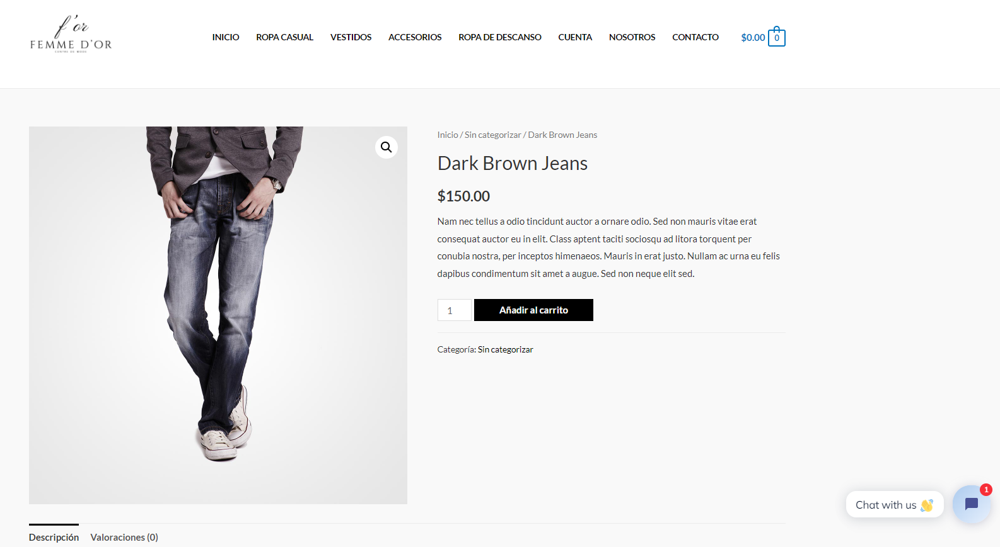 f'or
FEMME D'OR
CENTRE DE MODE
INICIO ROPA CASUAL VESTIDOS ACCESORIOS ROPA DE DESCANSO CUENTA NOSOTROS CONTACTO $0.00 0
Inicio / Sin categorizar / Dark Brown Jeans
Dark Brown Jeans
$150.00
Nam nec tellus a odio tincidunt auctor a ornare odio. Sed non mauris vitae erat
consequat auctor eu in elit. Class aptent taciti sociosqu ad litora torquent per
conubia nostra, per inceptos himenaeos. Mauris in erat justo. Nullam ac urna eu felis
dapibus condimentum sit amet a augue. Sed non neque elit sed.
1 Añadir al carrito
Categoría: Sin categorizar
Chat with us 👋
1
Descripción Valoraciones (0)